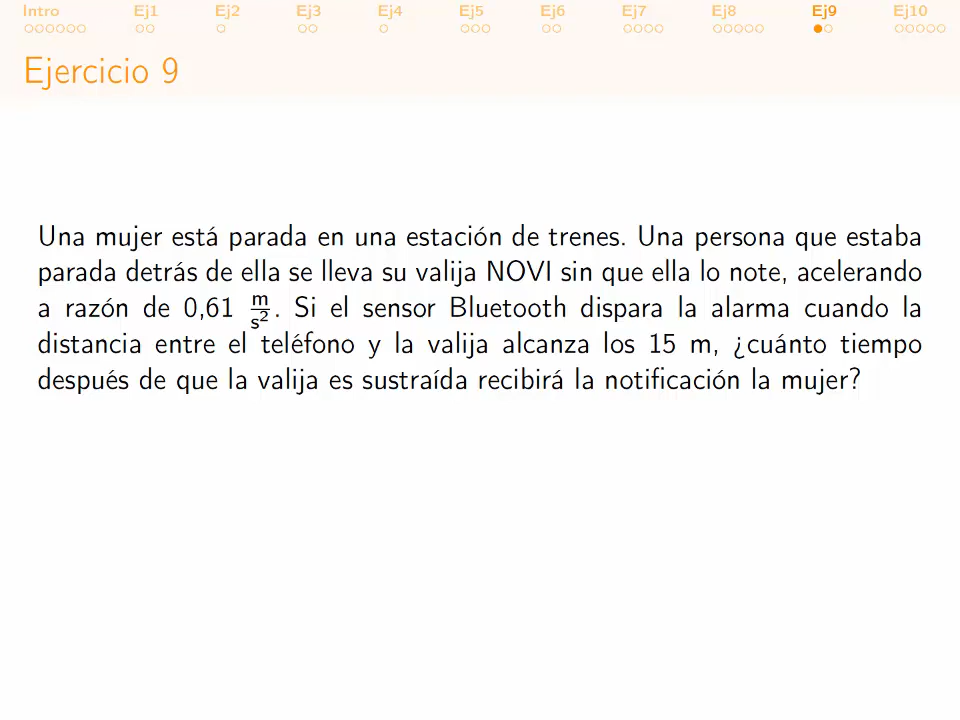 Intro Ej1 Ej2 Ej3 Ej4 Ej5 Ej6 Ej7 Ej8 Ej9 Ej10
Ejercicio 9
Una mujer está parada en una estación de trenes. Una persona que estaba
parada detrás de ella se lleva su valija NOVI sin que ella lo note, acelerando
a razón de 0,61 m/s². Si el sensor Bluetooth dispara la alarma cuando la
distancia entre el teléfono y la valija alcanza los 15 m, ¿cuánto tiempo
después de que la valija es sustraída recibirá la notificación la mujer?